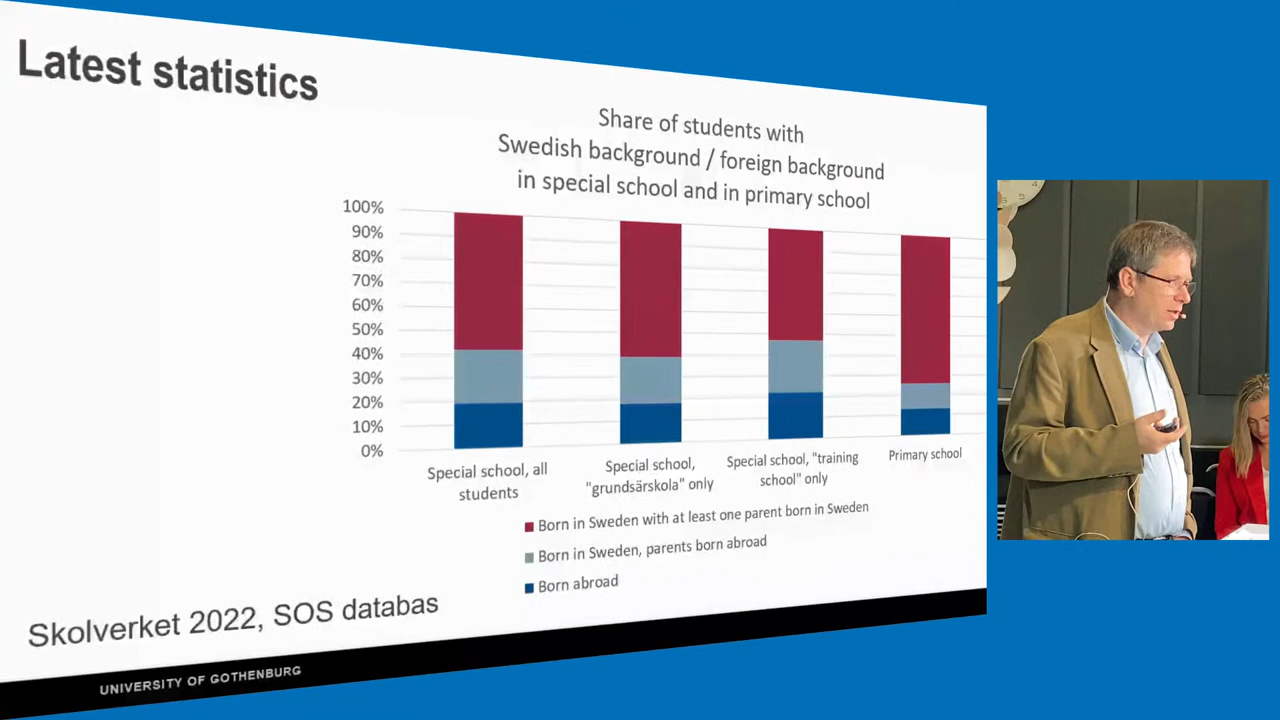 Latest statistics
Share of students with
Swedish background / foreign background
in special school and in primary school
100%
90%
80%
70%
60%
50%
40%
30%
20%
10%
0%
Special school, all
students
Special school,
"grundsärskola" only
Special school, "training
school" only
Primary school
Born in Sweden with at least one parent born in Sweden
Born in Sweden, parents born abroad
Born abroad
Skolverket 2022, SOS databas
UNIVERSITY OF GOTHENBURG